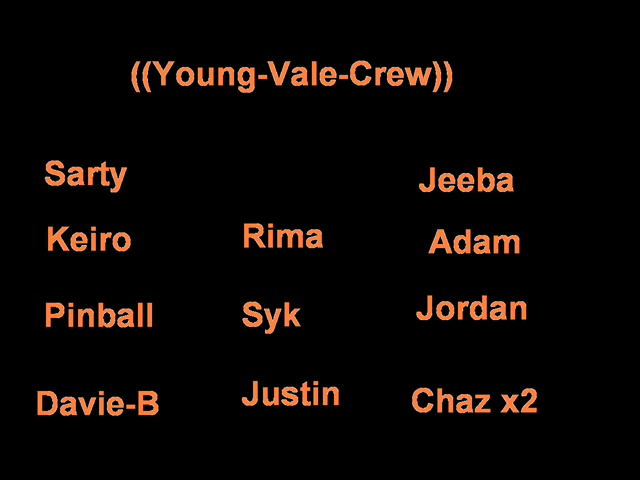 ((Young-Vale-Crew))
Sarty
Jeeba
Keiro
Rima
Adam
Pinball
Syk
Jordan
Davie-B
Justin
Chaz x2